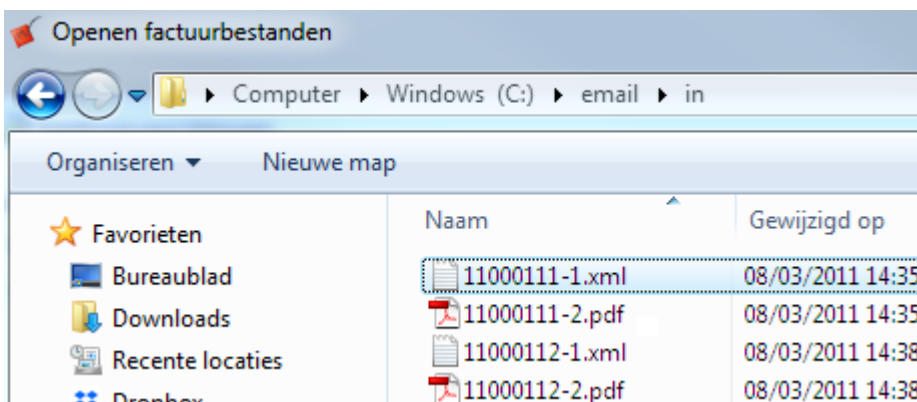 Openen factuurbestanden
Computer Windows (C:) email in
Organiseren Nieuwe map
Naam Gewijzigd op
Favorieten
Bureaublad
Downloads
Recente locaties
Dropbox
11000111-1.xml 08/03/2011 14:35
11000111-2.pdf 08/03/2011 14:35
11000112-1.xml 08/03/2011 14:38
11000112-2.pdf 08/03/2011 14:38